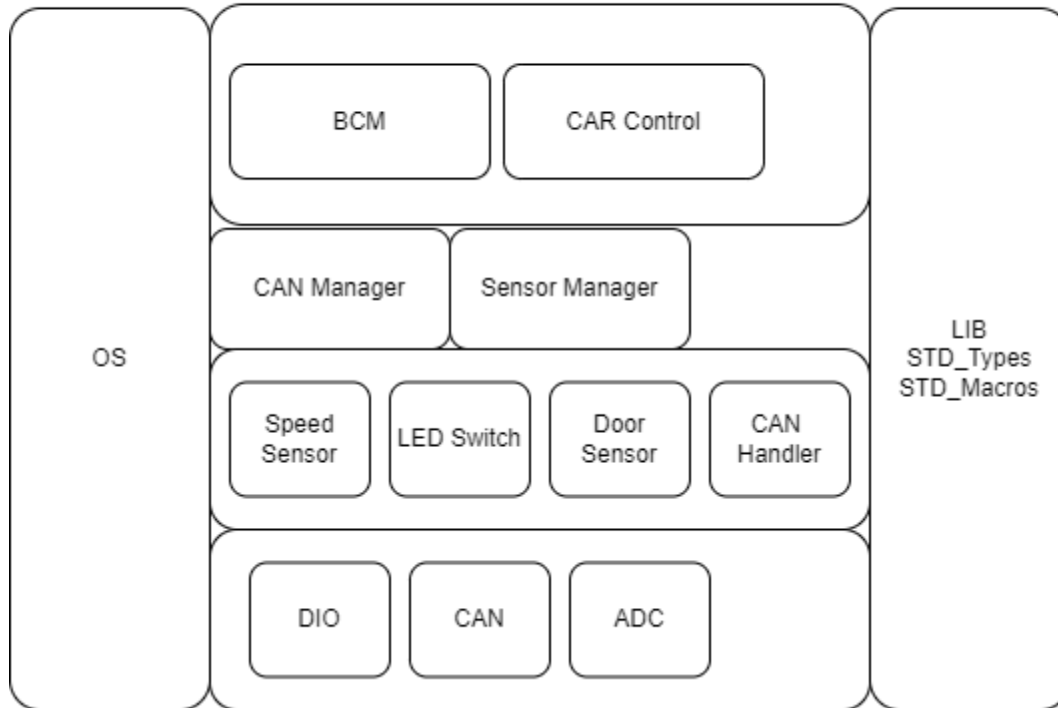 BCM
CAR Control
CAN Manager
Sensor Manager
OS
LIB
STD_Types
STD_Macros
Speed
Sensor
LED Switch
Door
Sensor
CAN
Handler
DIO
CAN
ADC